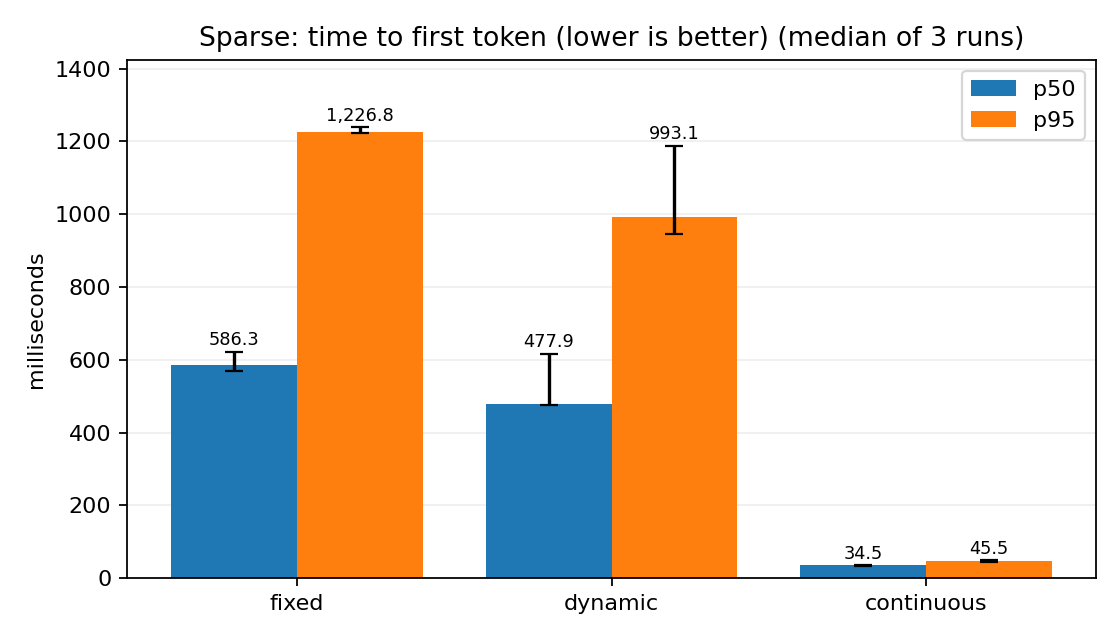 Sparse: time to first token (lower is better) (median of 3 runs)
milliseconds
1400
1200
1000
800
600
400
200
0
p50
p95
586.3
1,226.8
477.9
993.1
34.5
45.5
fixed
dynamic
continuous